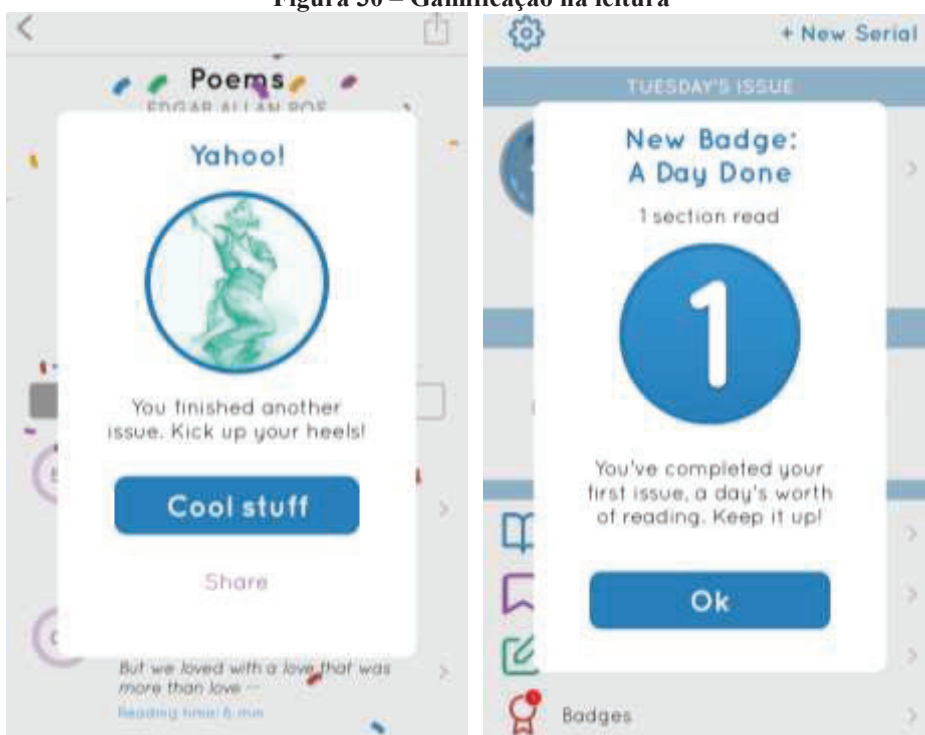 Figura 30 – Gamificação na leitura
Poems
EDGAR ALLAN POE
Yahoo!
You finished another
issue. Kick up your heels!
Cool stuff
Share
But we loved with a love that was
more than love —
Reading time: 6 min
+ New Serial
TUESDAY'S ISSUE
New Badge:
A Day Done
1 section read
1
You've completed your
first issue, a day's worth
of reading. Keep it up!
Ok
Badges